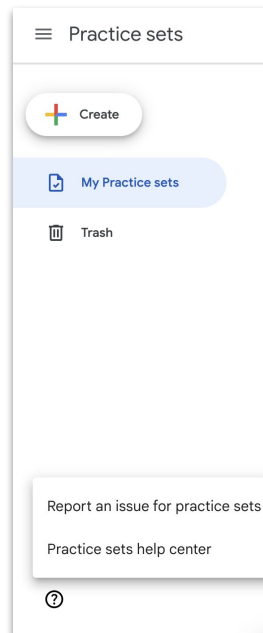 Practice sets
Create
My Practice sets
Trash
Report an issue for practice sets
Practice sets help center